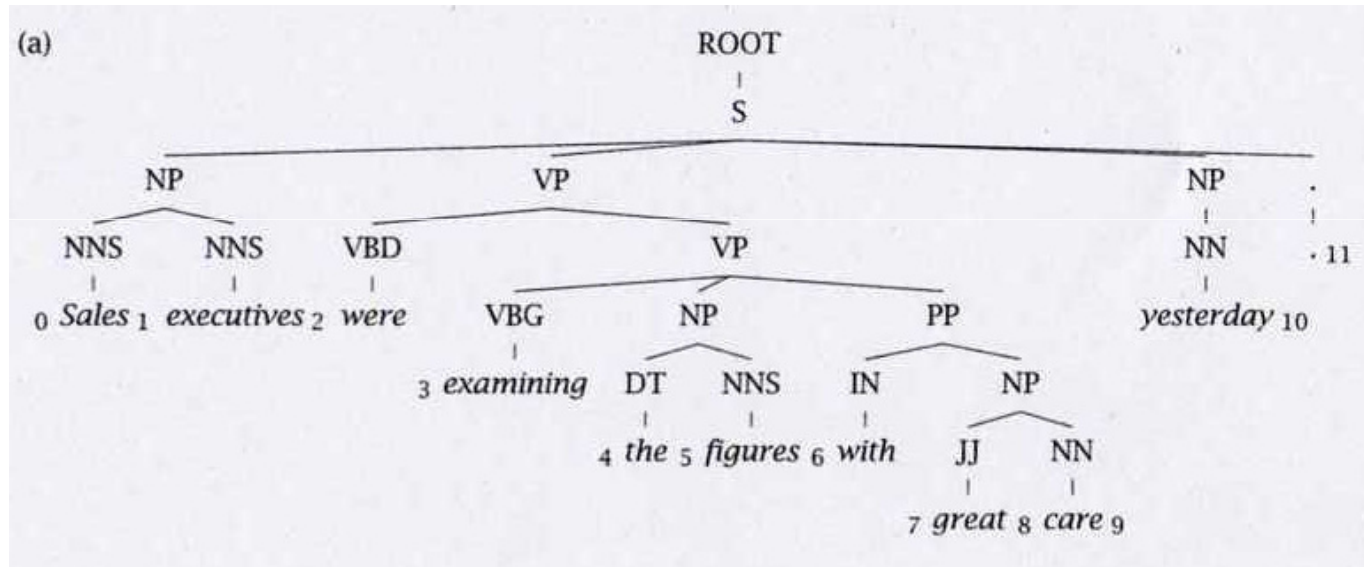 (a) ROOT
S
NP VP NP .
NNS NNS VBD VP NN . 11
0 Sales 1 executives 2 were VBG NP PP yesterday 10
3 examining DT NNS IN NP
4 the 5 figures 6 with JJ NN
7 great 8 care 9